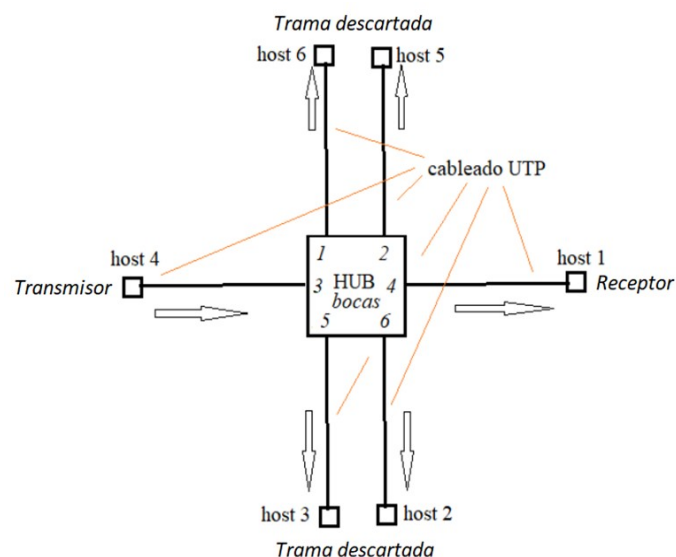 Trama descartada
host 6
host 5
cableado UTP
host 4
host 1
1 2
Transmisor
3 HUB 4
Receptor
bocas
5 6
host 3
host 2
Trama descartada